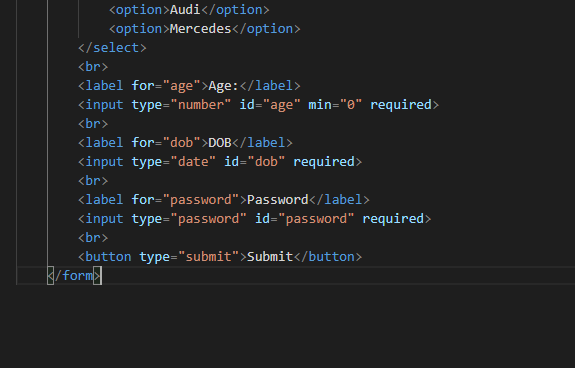 <option>Audi</option>
<option>Mercedes</option>
</select>
<br>
<label for="age">Age:</label>
<input type="number" id="age" min="0" required>
<br>
<label for="dob">DOB</label>
<input type="date" id="dob" required>
<br>
<label for="password">Password</label>
<input type="password" id="password" required>
<br>
<button type="submit">Submit</button>
</form>